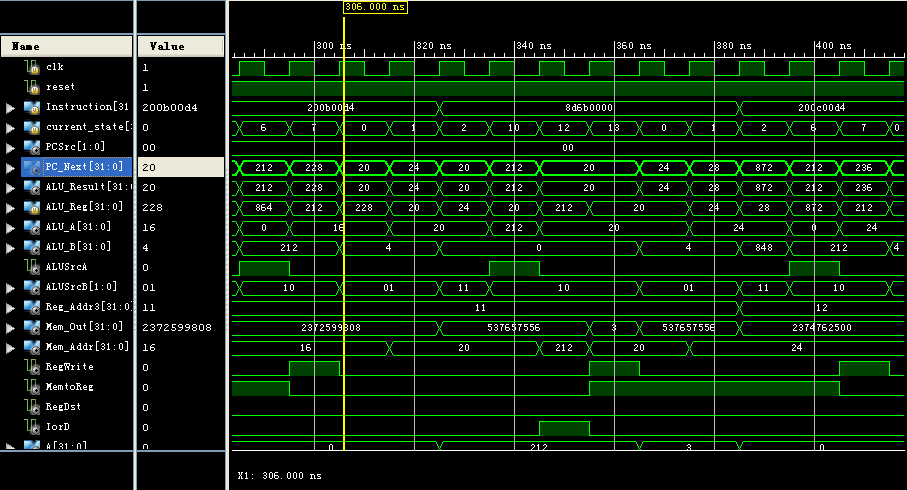 306.000 ns
300 ns 320 ns 340 ns 360 ns 380 ns 400
Name Value
clk 1
reset 1
Instruction[31 200b00d4 200b00d4 8d6b0000 200c00d4
current_state[: 0 6 7 0 1 2 10 12 13 0 1 2 6 7 0
PCSrc[1:0] 00 00
PC_Next[31:0] 20 212 228 20 24 20 212 20 24 28 872 212 236
ALU_Result[31:( 20 212 228 20 24 20 212 20 24 28 872 212 236
ALU_Reg[31:0] 228 864 212 228 20 24 20 212 20 24 28 872 212
ALU_A[31:0] 16 0 16 20 212 20 24 0 24
ALU_B[31:0] 4 212 4 0 4 848 212 4
ALUSrcA 0
ALUSrcB[1:0] 01 10 01 11 10 01 11 10
Reg_Addr3[31:0] 11 11 12
Mem_Out[31:0] 2372599808 2372599808 537657556 3 537657556 2374762500
Mem_Addr[31:0] 16 16 20 212 20 24
RegWrite 0
MemtoReg 0
RegDst 0
IorD 0
A[31:0] 0 0 212 3 0
X1: 306.000 ns